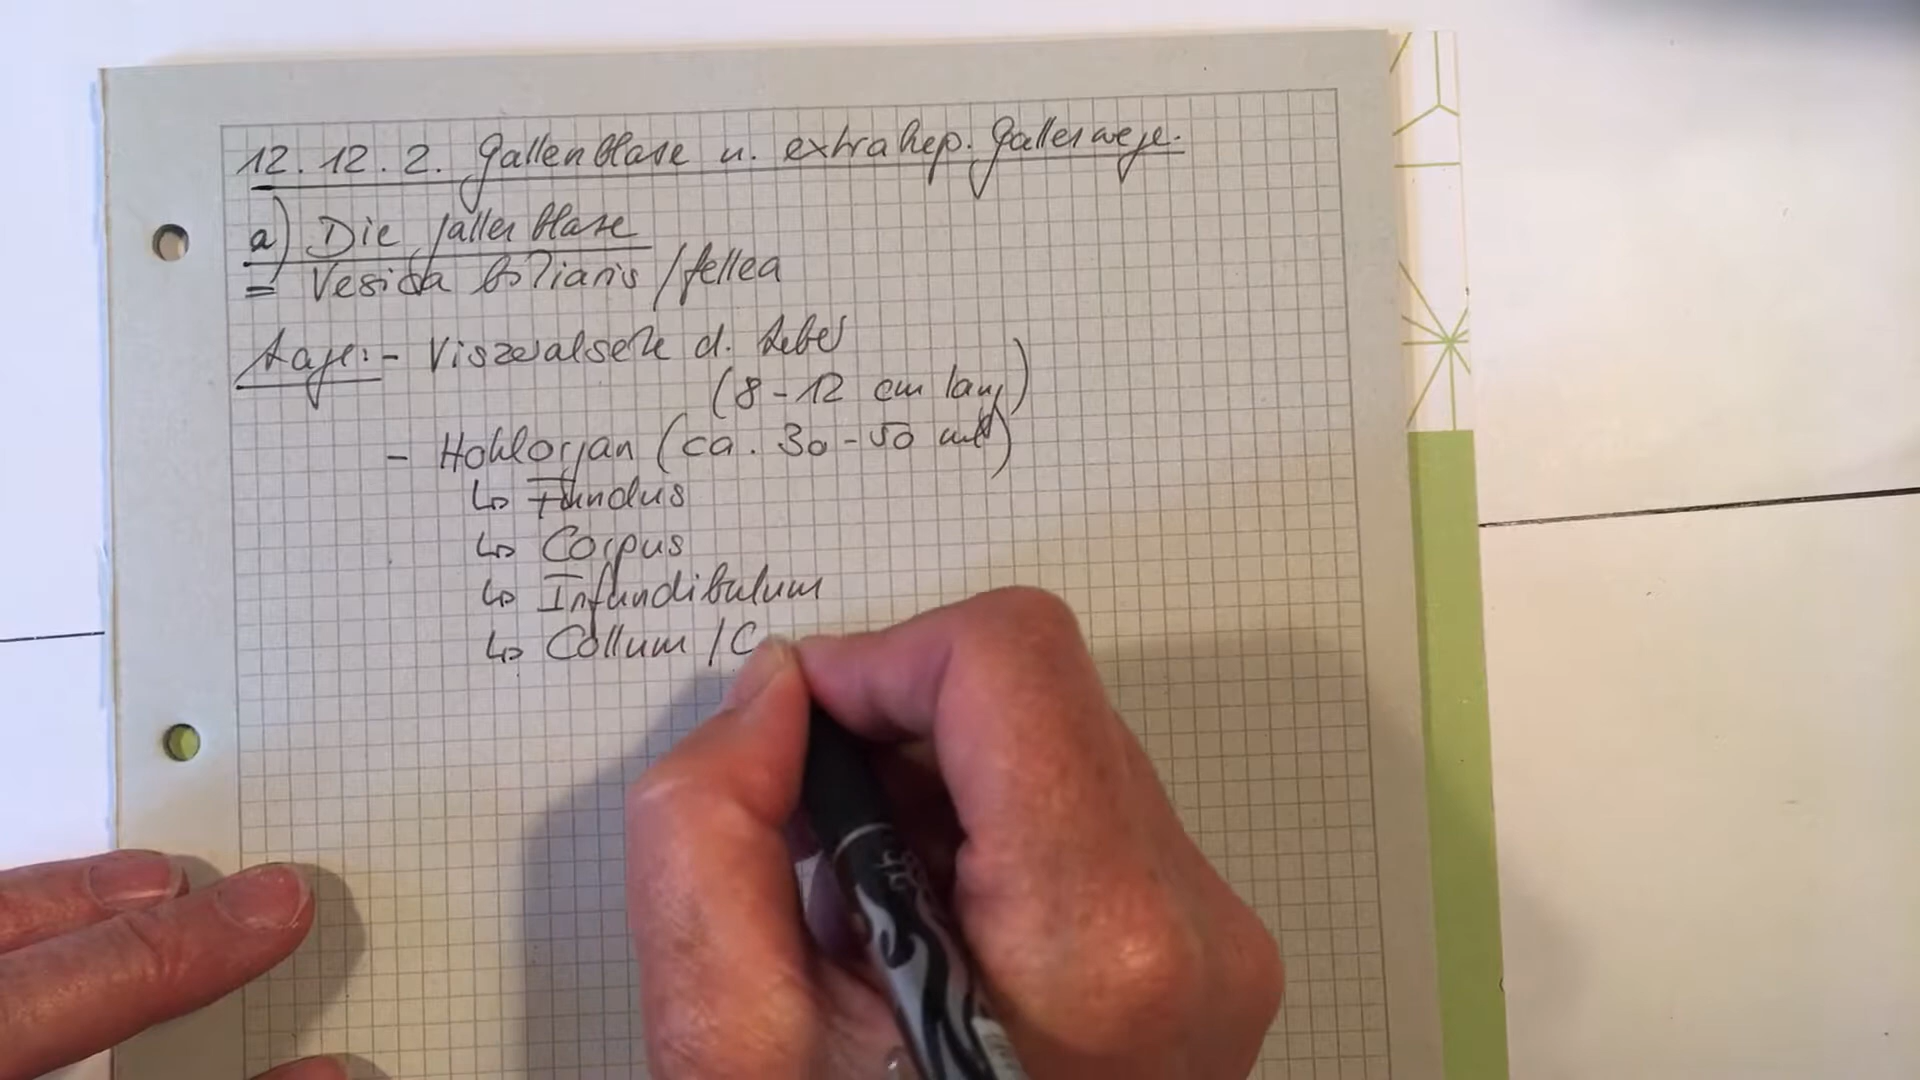 12.12.2. Gallenblase u. extrahep. Gallenwege.
a) Die Gallenblase
= Vesica biliaris / fellea
Lage: - Viszeralseite d. Leber
(8-12 cm lang)
- Hohlorgan (ca. 30-50 ml)
↳ Fundus
↳ Corpus
↳ Infundibulum
↳ Collum / C